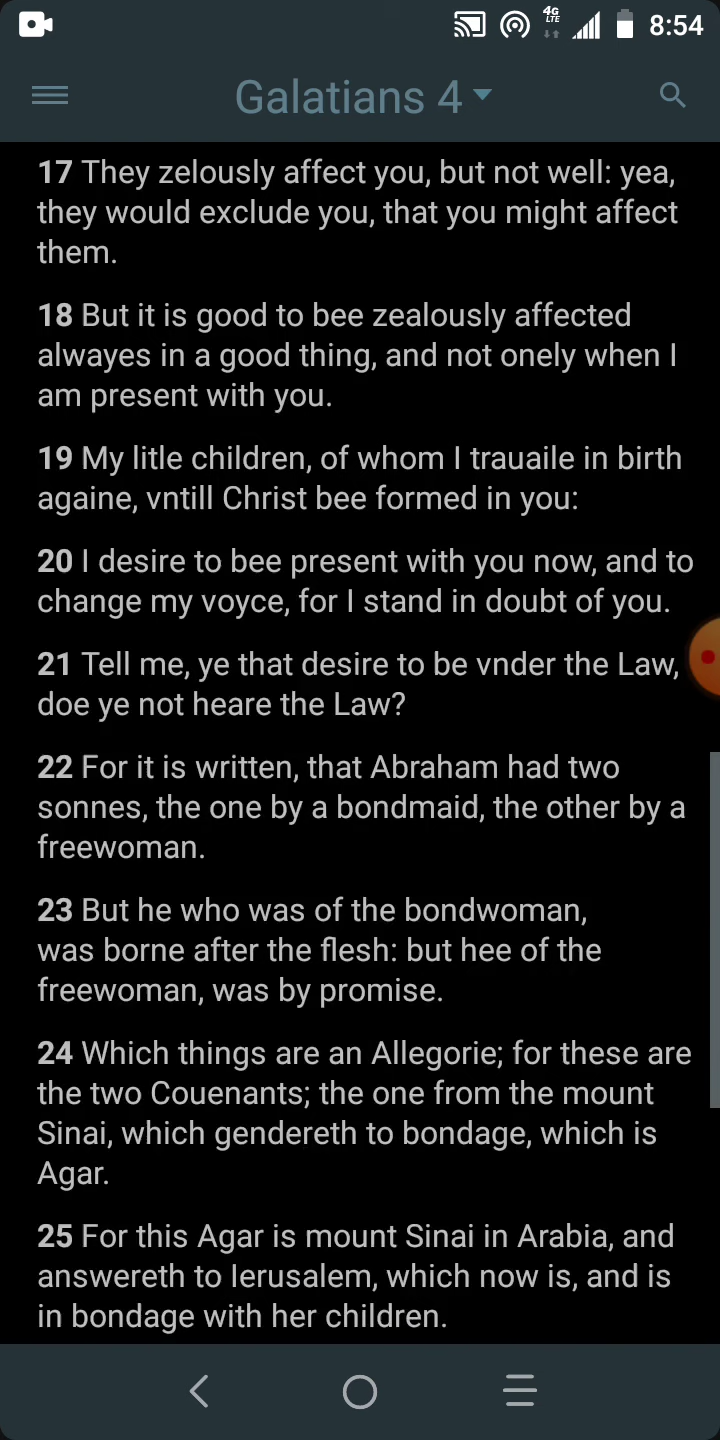 4G
LTE
8:54
Galatians 4
17 They zelously affect you, but not well: yea,
they would exclude you, that you might affect
them.
18 But it is good to bee zealously affected
alwayes in a good thing, and not onely when I
am present with you.
19 My litle children, of whom I trauaile in birth
againe, vntill Christ bee formed in you:
20 I desire to bee present with you now, and to
change my voyce, for I stand in doubt of you.
21 Tell me, ye that desire to be vnder the Law,
doe ye not heare the Law?
22 For it is written, that Abraham had two
sonnes, the one by a bondmaid, the other by a
freewoman.
23 But he who was of the bondwoman,
was borne after the flesh: but hee of the
freewoman, was by promise.
24 Which things are an Allegorie; for these are
the two Couenants; the one from the mount
Sinai, which gendereth to bondage, which is
Agar.
25 For this Agar is mount Sinai in Arabia, and
answereth to Ierusalem, which now is, and is
in bondage with her children.